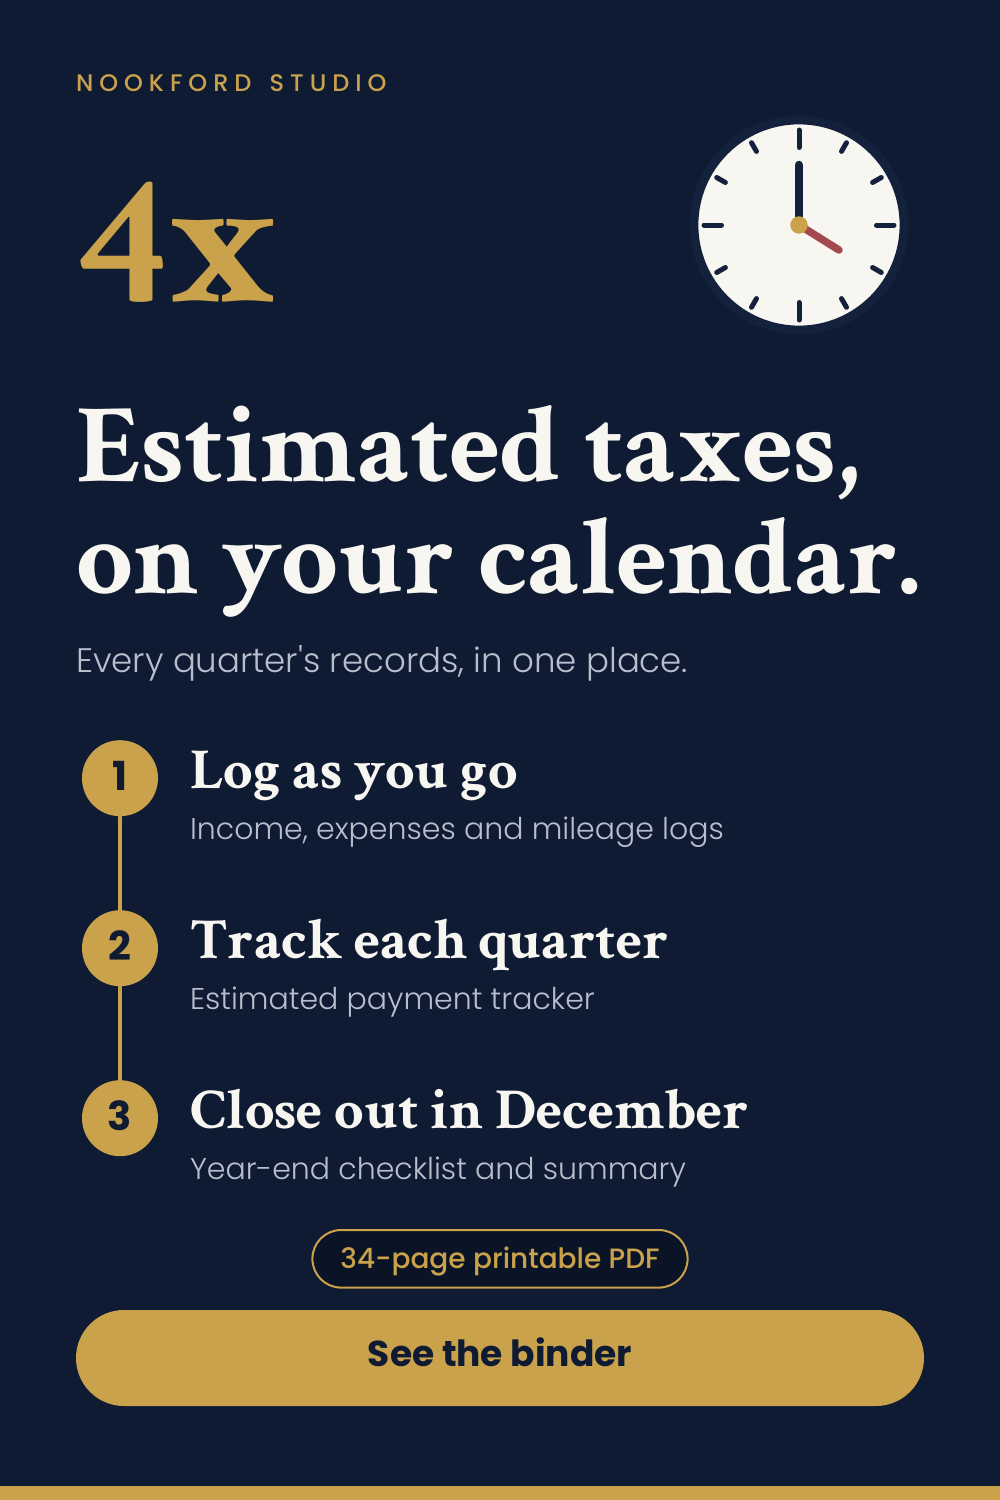 NOOKFORD STUDIO
4x
Estimated taxes,
on your calendar.
Every quarter's records, in one place.
1
Log as you go
Income, expenses and mileage logs
2
Track each quarter
Estimated payment tracker
3
Close out in December
Year-end checklist and summary
34-page printable PDF
See the binder